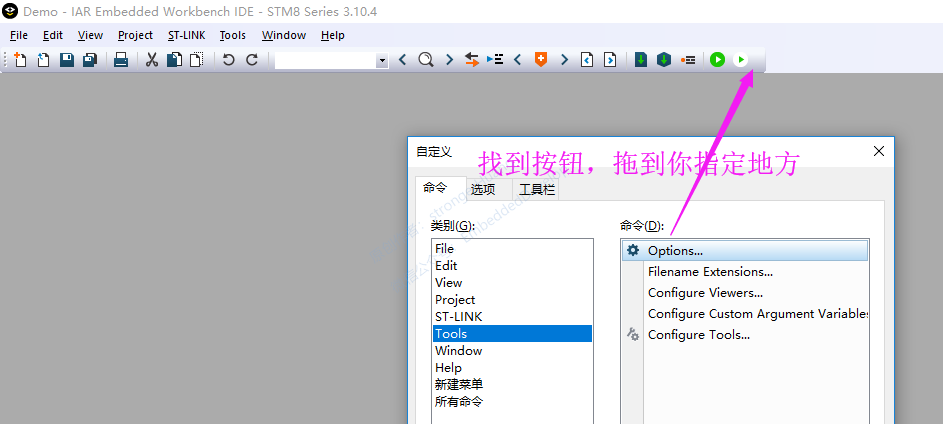 Demo - IAR Embedded Workbench IDE - STM8 Series 3.10.4
File Edit View Project ST-LINK Tools Window Help
自定义
找到按钮，拖到你指定地方
命令 选项 工具栏
类别(G): 命令(D):
File
Edit
View
Project
ST-LINK
Tools
Window
Help
新建菜单
所有命令
Options...
Filename Extensions...
Configure Viewers...
Configure Custom Argument Variables
Configure Tools...